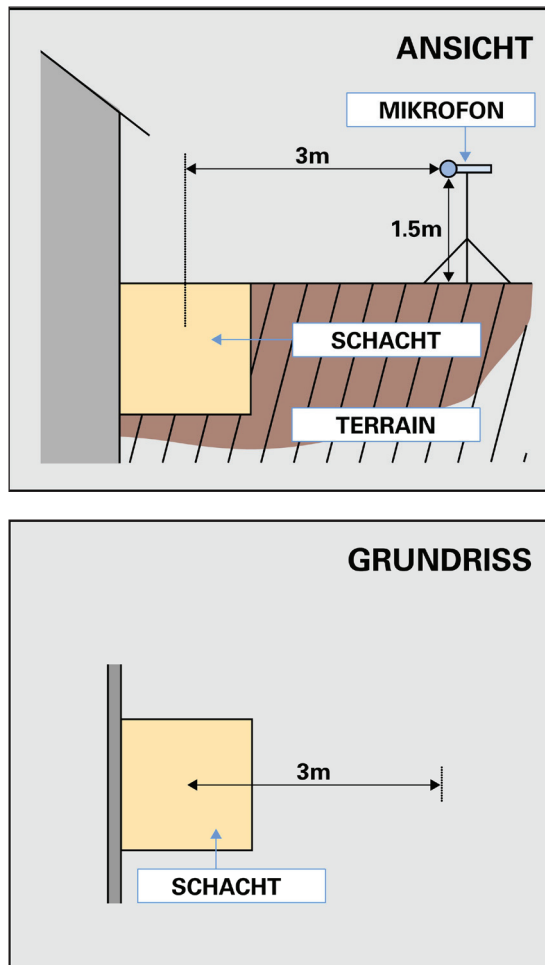 ANSICHT
MIKROFON
3m
1.5m
SCHACHT
TERRAIN
GRUNDRISS
3m
SCHACHT